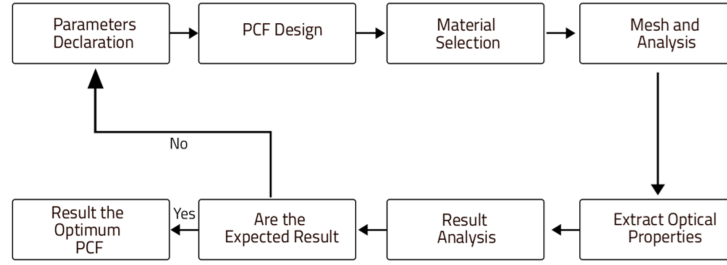 Parameters
Declaration
PCF Design
Material
Selection
Mesh and
Analysis
No
Result the
Optimum
PCF
Yes
Are the
Expected Result
Result
Analysis
Extract Optical
Properties